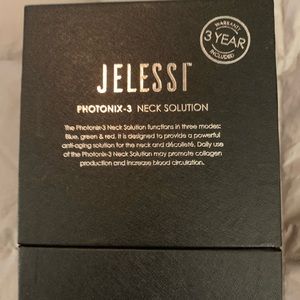 WARRANTY
3 YEAR
INCLUDED
JELESSI™
PHOTONIX-3 NECK SOLUTION
The Photonix-3 Neck Solution functions in three modes:
Blue, green & red. It is designed to provide a powerful
anti-aging solution for the neck and décolleté. Daily use
of the Photonix-3 Neck Solution may promote collagen
production and increase blood circulation.